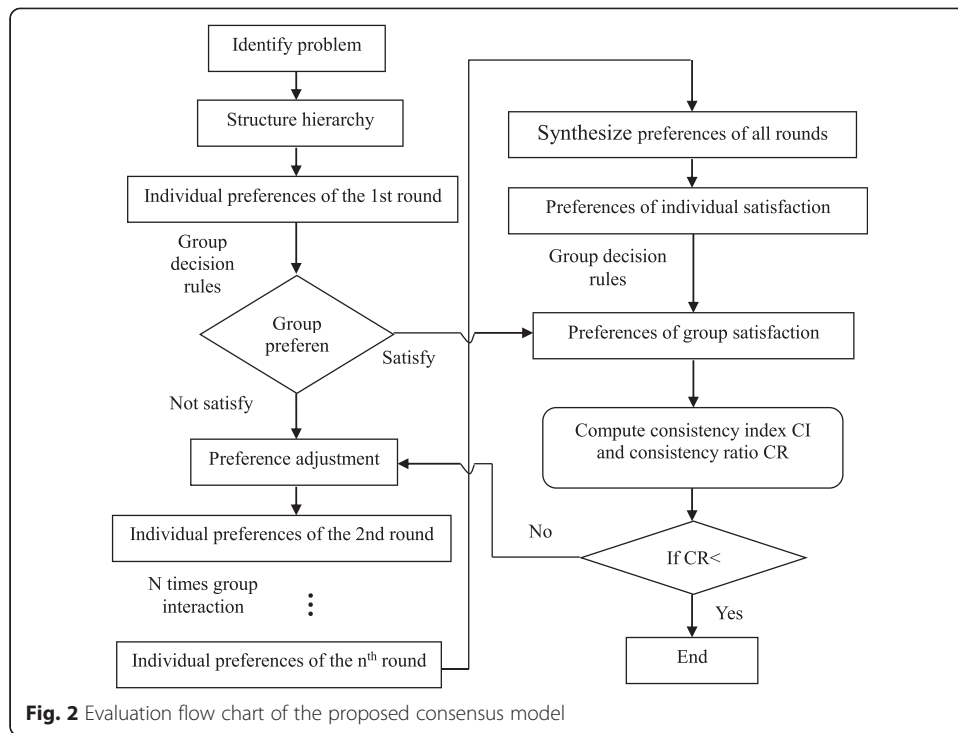 Identify problem
Structure hierarchy
Individual preferences of the 1st round
Group
decision
rules
Group
preferen
Satisfy
Not satisfy
Preference adjustment
Individual preferences of the 2nd round
N times group
interaction
⋮
Individual preferences of the nth round
Synthesize preferences of all rounds
Preferences of individual satisfaction
Group decision
rules
Preferences of group satisfaction
Compute consistency index CI
and consistency ratio CR
No
If CR<
Yes
End
Fig. 2 Evaluation flow chart of the proposed consensus model